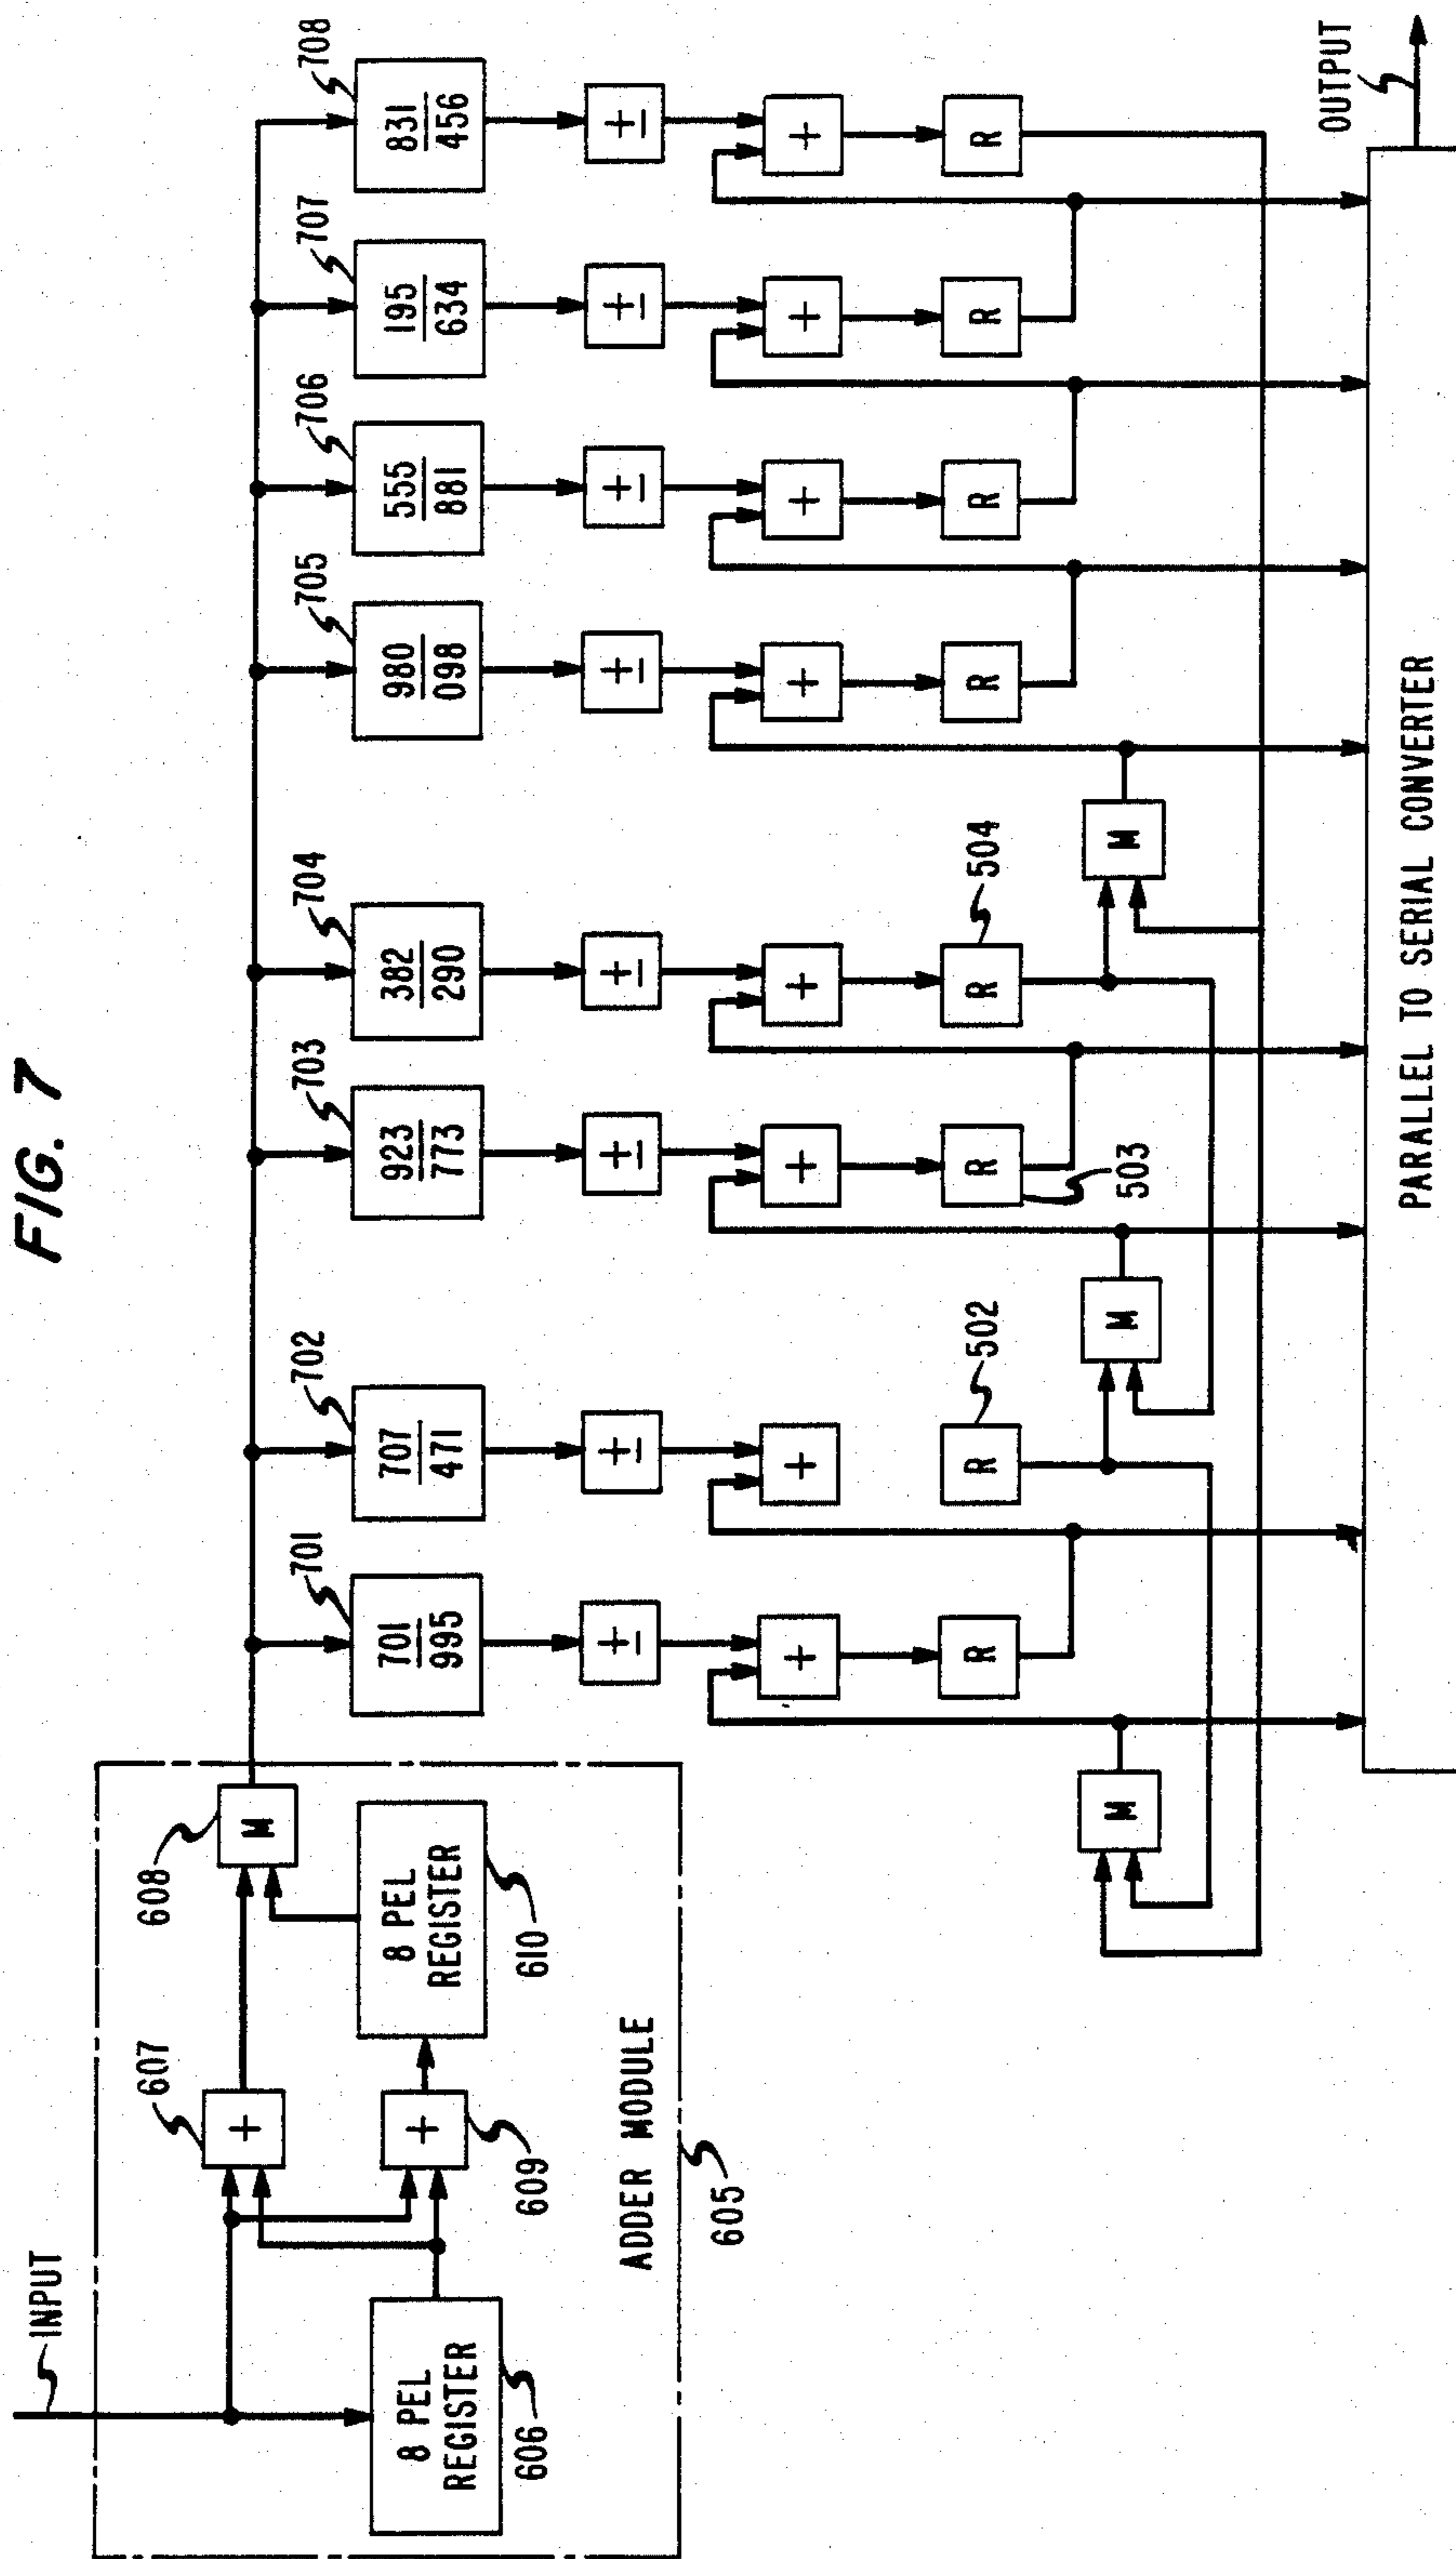 FIG. 7
INPUT
8 PEL
REGISTER
606
607
+
+
609
8 PEL
REGISTER
610
608
M
ADDER MODULE
605
701
701
995
702
707
471
703
923
773
704
382
290
705
980
098
706
555
881
707
195
634
708
831
456
±
±
±
±
±
±
±
±
+
+
+
+
+
+
+
+
R
R
502
R
503
R
504
R
R
R
R
M
M
M
PARALLEL TO SERIAL CONVERTER
OUTPUT